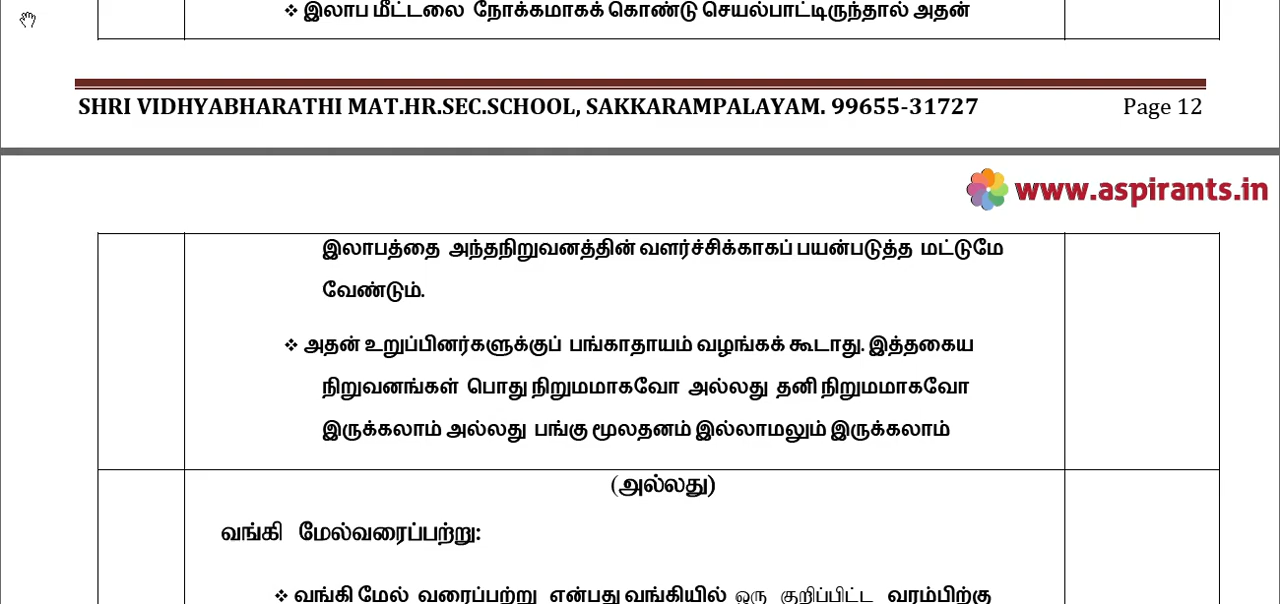 ❖ இலாப மீட்டலை நோக்கமாகக் கொண்டு செயல்பாட்டிருந்தால் அதன்
SHRI VIDHYABHARATHI MAT.HR.SEC.SCHOOL, SAKKARAMPALAYAM. 99655-31727 Page 12
www.aspirants.in
இலாபத்தை அந்தநிறுவனத்தின் வளர்ச்சிக்காகப் பயன்படுத்த மட்டுமே
வேண்டும்.
❖ அதன் உறுப்பினர்களுக்குப் பங்காதாயம் வழங்கக் கூடாது. இத்தகைய
நிறுவனங்கள் பொது நிறுமமாகவோ அல்லது தனி நிறுமமாகவோ
இருக்கலாம் அல்லது பங்கு மூலதனம் இல்லாமலும் இருக்கலாம்
(அல்லது)
வங்கி மேல்வரைப்பற்று:
❖ வங்கி மேல் வரைப்பற்று என்பது வங்கியில் ஒரு குறிப்பிட்ட வரம்பிற்கு